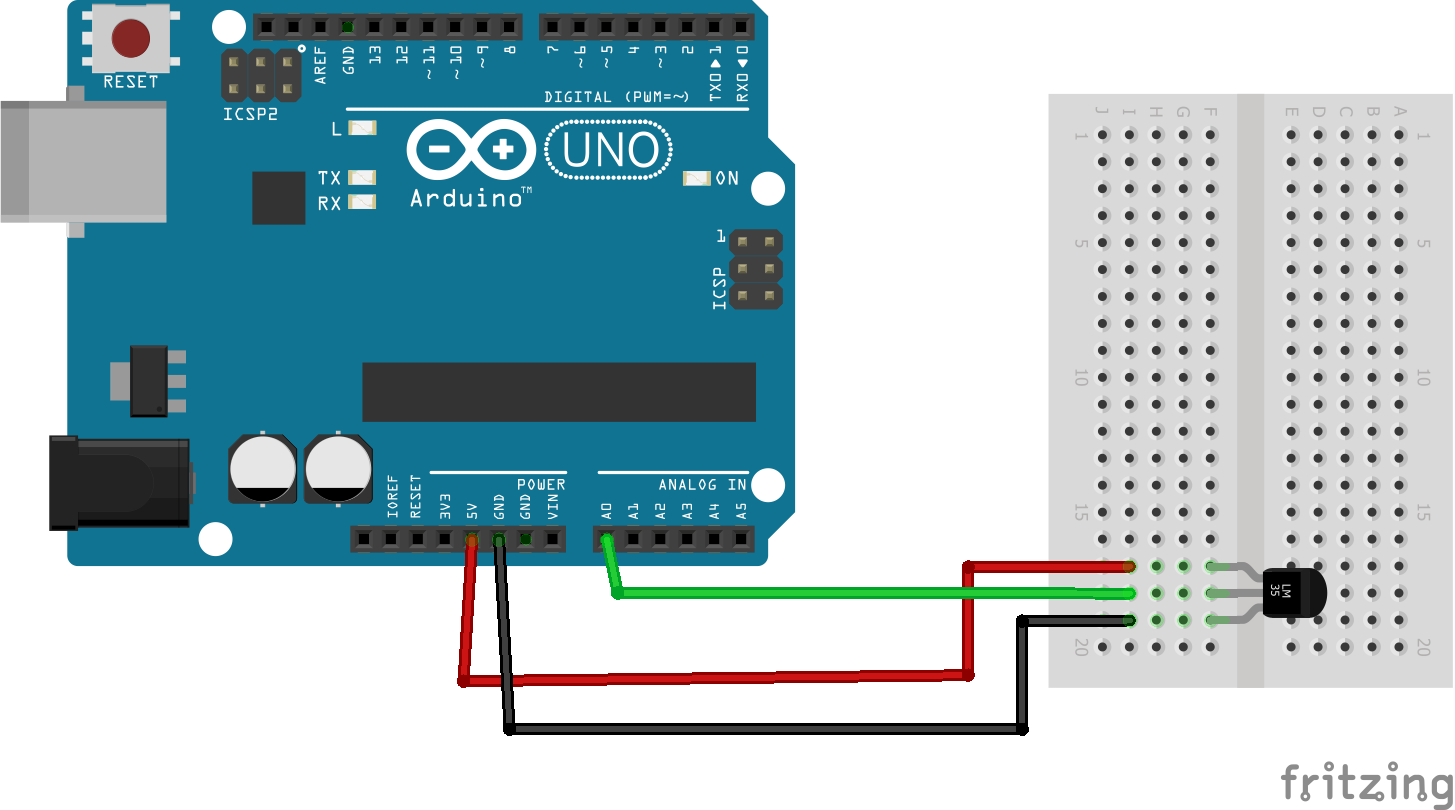 RESET
ICSP2
AREF
GND
13
12
~11
~10
~9
8
7
~6
~5
4
~3
2
TX0▶1
RX0◀0
DIGITAL (PWM=~)
L
TX
RX
Arduino™
UNO
ON
1
ICSP
IOREF
RESET
3V3
5V
GND
GND
VIN
POWER
A0
A1
A2
A3
A4
A5
ANALOG IN
J I H G F E D C B A
1 1
5 5
10 10
15 15
20 20
LM
35
fritzing